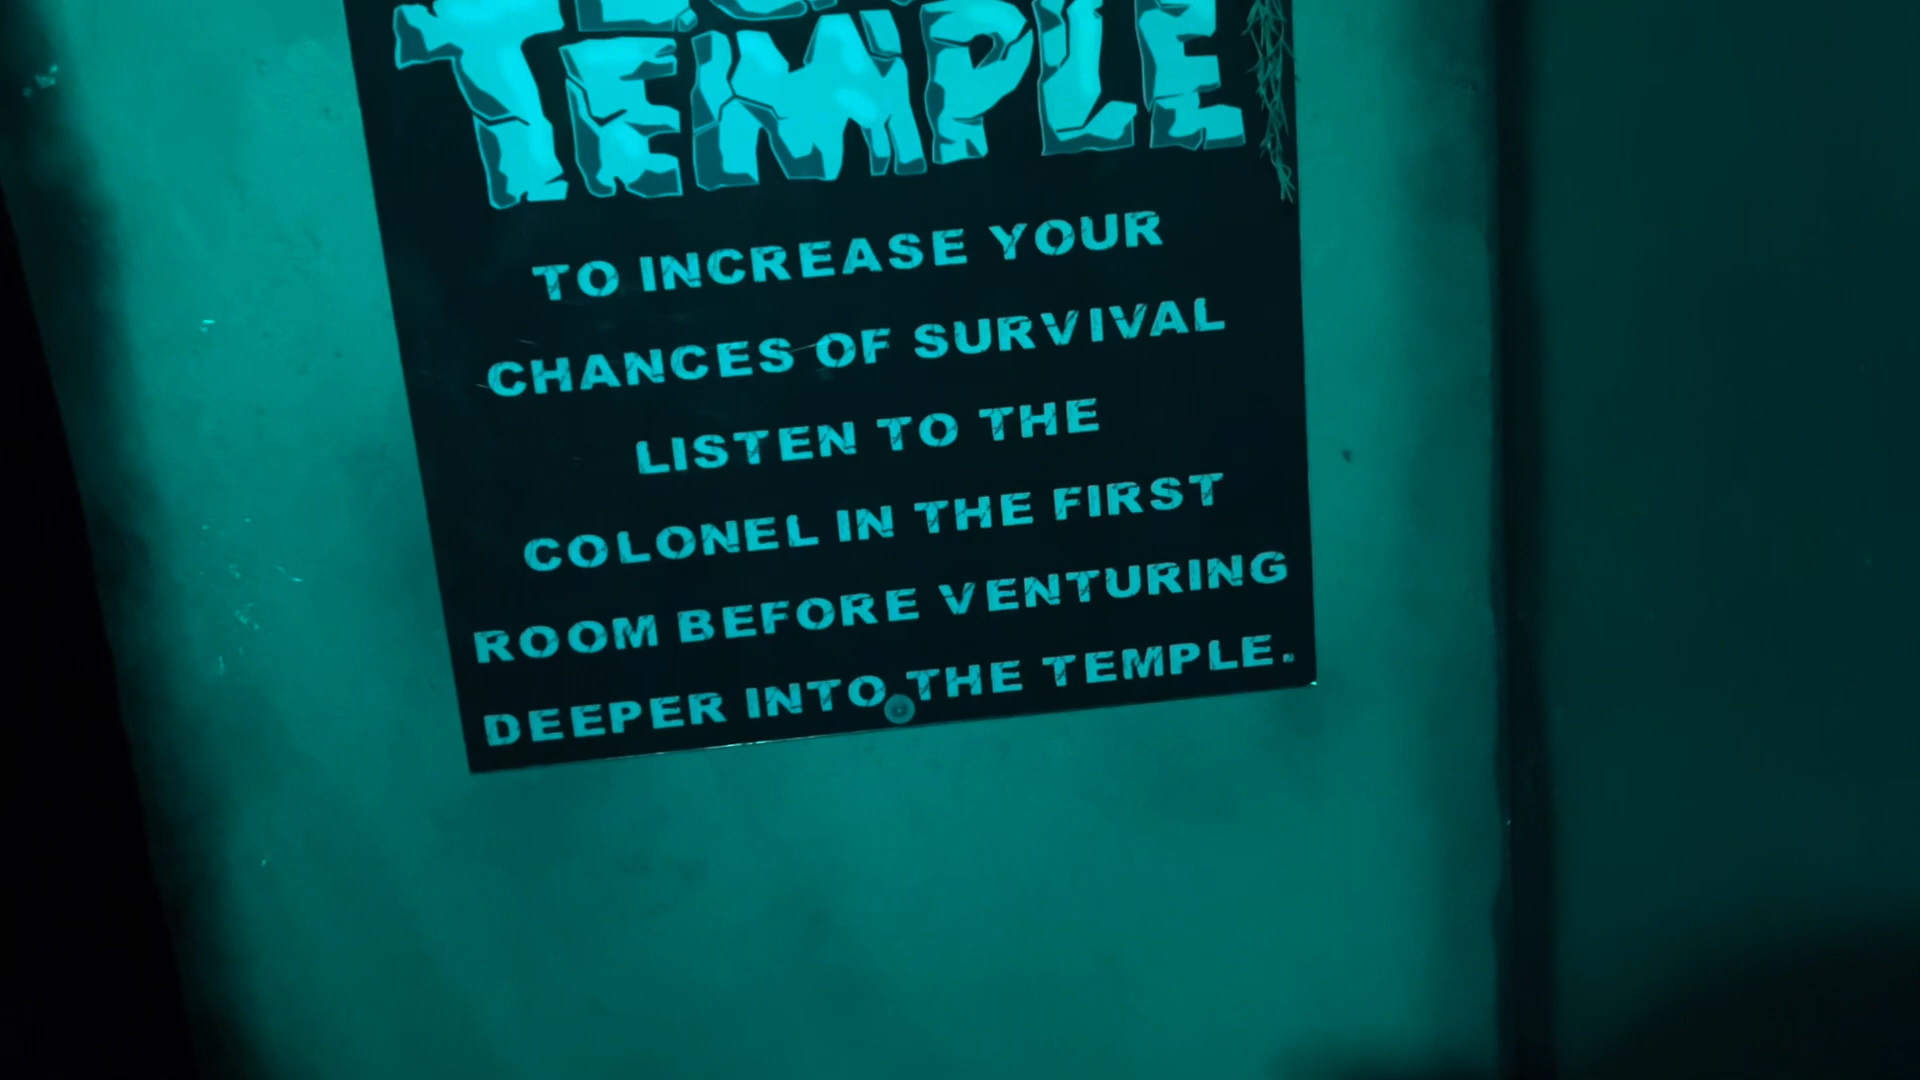 TEMPLE
TO INCREASE YOUR
CHANCES OF SURVIVAL
LISTEN TO THE
COLONEL IN THE FIRST
ROOM BEFORE VENTURING
DEEPER INTO THE TEMPLE.